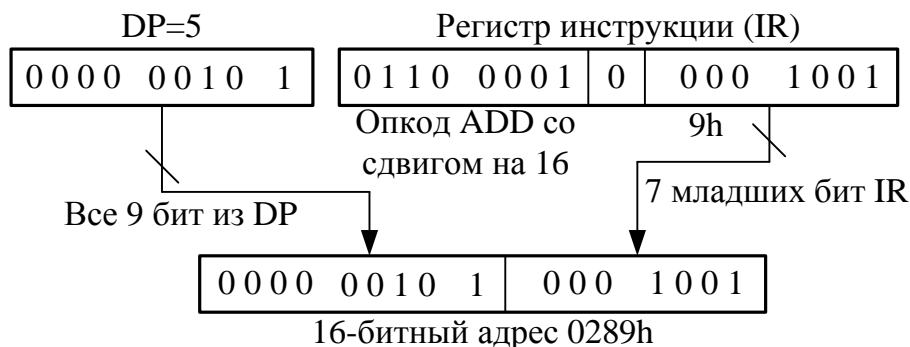 DP=5
Регистр инструкции (IR)
0000 0010 1
0110 0001 0 000 1001
Опкод ADD со
сдвигом на 16
9h
Все 9 бит из DP
7 младших бит IR
0000 0010 1 000 1001
16-битный адрес 0289h